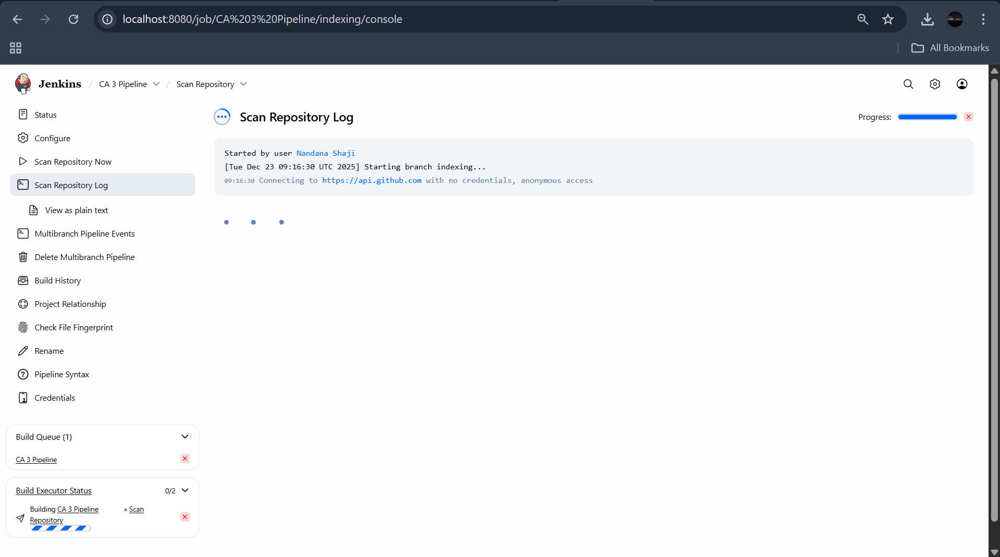 localhost:8080/job/CA%203%20Pipeline/indexing/console
All Bookmarks
Jenkins / CA 3 Pipeline / Scan Repository
Status
Configure
Scan Repository Now
Scan Repository Log
View as plain text
Multibranch Pipeline Events
Delete Multibranch Pipeline
Build History
Project Relationship
Check File Fingerprint
Rename
Pipeline Syntax
Credentials
Build Queue (1)
CA 3 Pipeline
Build Executor Status 0/2
Building CA 3 Pipeline » Scan
Repository
Scan Repository Log
Progress:
Started by user Nandana Shaji
[Tue Dec 23 09:16:30 UTC 2025] Starting branch indexing...
09:16:30 Connecting to https://api.github.com with no credentials, anonymous access